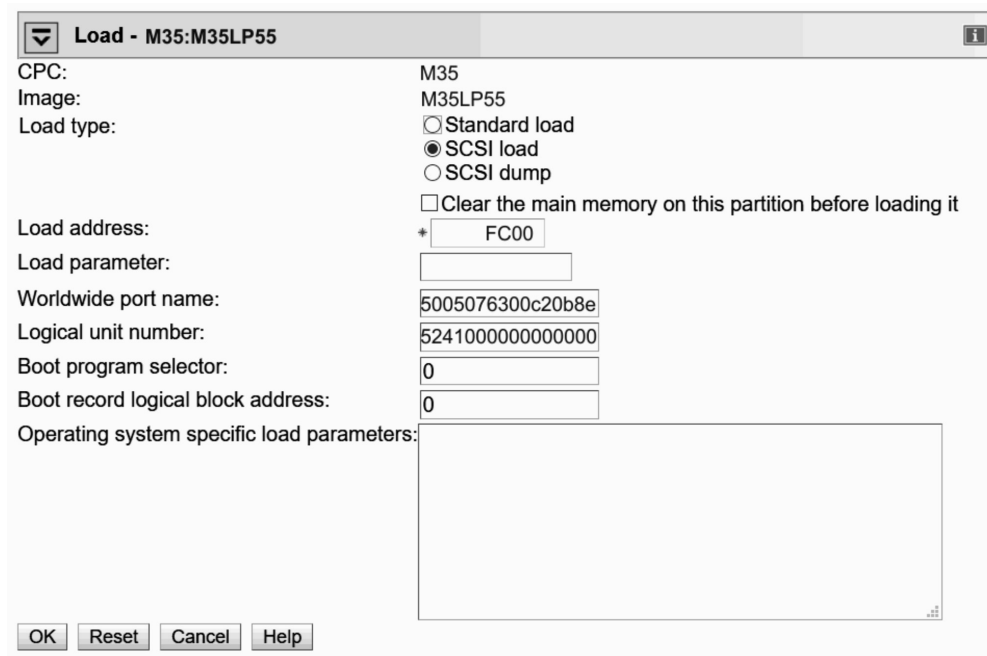 Load - M35:M35LP55
CPC: M35
Image: M35LP55
Load type: Standard load
SCSI load
SCSI dump
Clear the main memory on this partition before loading it
Load address: * FC00
Load parameter:
Worldwide port name: 5005076300c20b8e
Logical unit number: 5241000000000000
Boot program selector: 0
Boot record logical block address: 0
Operating system specific load parameters:
OK Reset Cancel Help